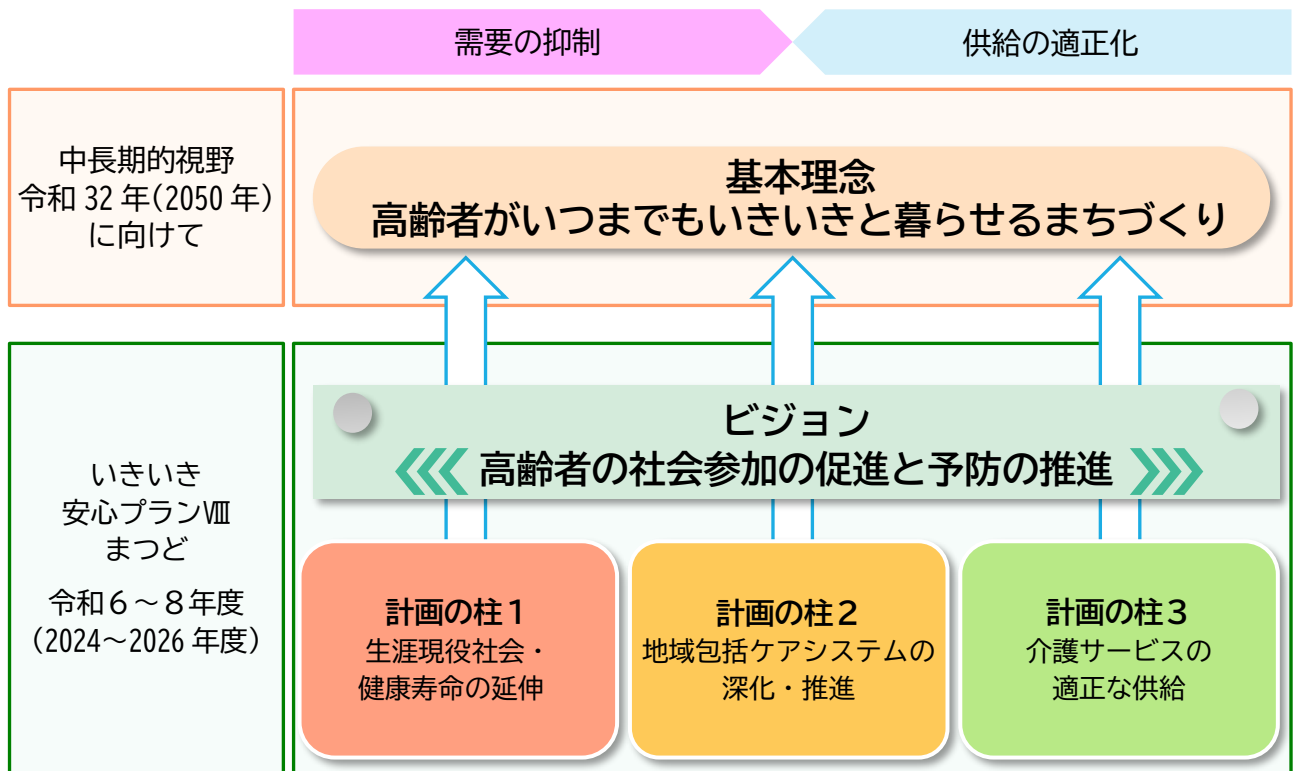 需要の抑制
供給の適正化
中長期的視野
令和 32 年(2050 年)
に向けて
基本理念
高齢者がいつまでもいきいきと暮らせるまちづくり
いきいき
安心プランⅧ
まつど
令和６～８年度
(2024～2026 年度)
ビジョン
高齢者の社会参加の促進と予防の推進
計画の柱１
生涯現役社会・
健康寿命の延伸
計画の柱２
地域包括ケアシステムの
深化・推進
計画の柱３
介護サービスの
適正な供給